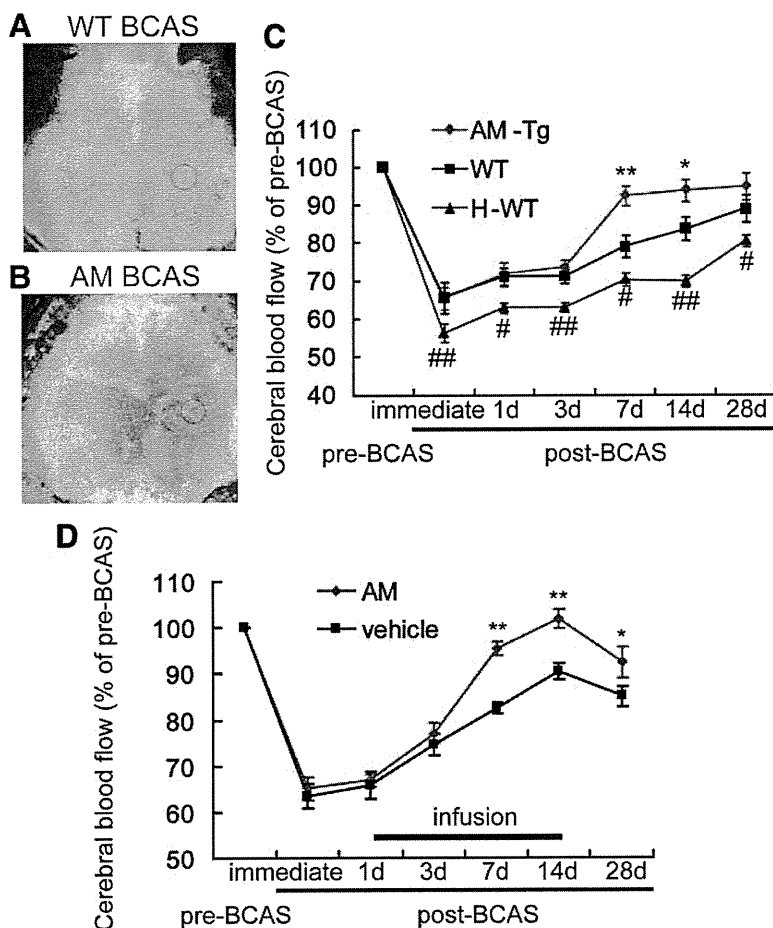 A
WT BCAS
B
AM BCAS
C
Cerebral blood flow (% of pre-BCAS)
110
100
90
80
70
60
50
40
AM -Tg
WT
H -WT
** *
# ## # ## # ##
immediate 1d 3d 7d 14d 28d
pre-BCAS post-BCAS
D
Cerebral blood flow (% of pre-BCAS)
110
100
90
80
70
60
50
AM
vehicle
** ** *
infusion
immediate 1d 3d 7d 14d 28d
pre-BCAS post-BCAS